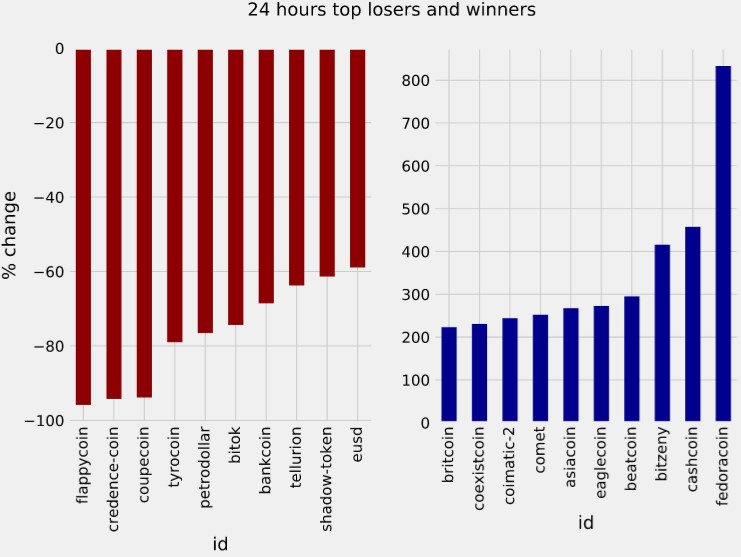 24 hours top losers and winners
% change
0
−20
−40
−60
−80
−100
flappycoin
credence-coin
coupecoin
tyrocoin
petrodollar
bitok
bankcoin
tellurion
shadow-token
eusd
id
800
700
600
500
400
300
200
100
0
britcoin
coexistcoin
coimatic-2
comet
asiacoin
eaglecoin
beatcoin
bitzeny
cashcoin
fedoracoin
id